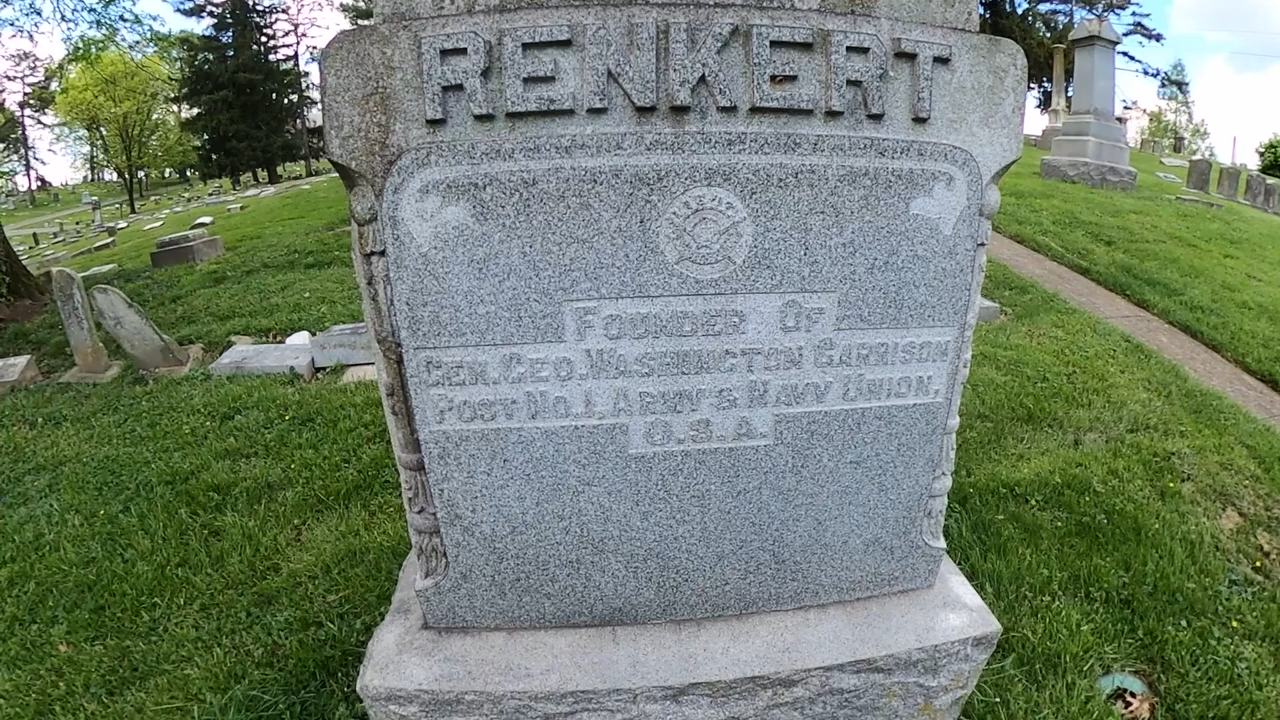 RENKERT
FOUNDER OF
GEN. GEO. WASHINGTON GARRISON
POST NO. 1, ARMY & NAVY UNION,
U.S.A.